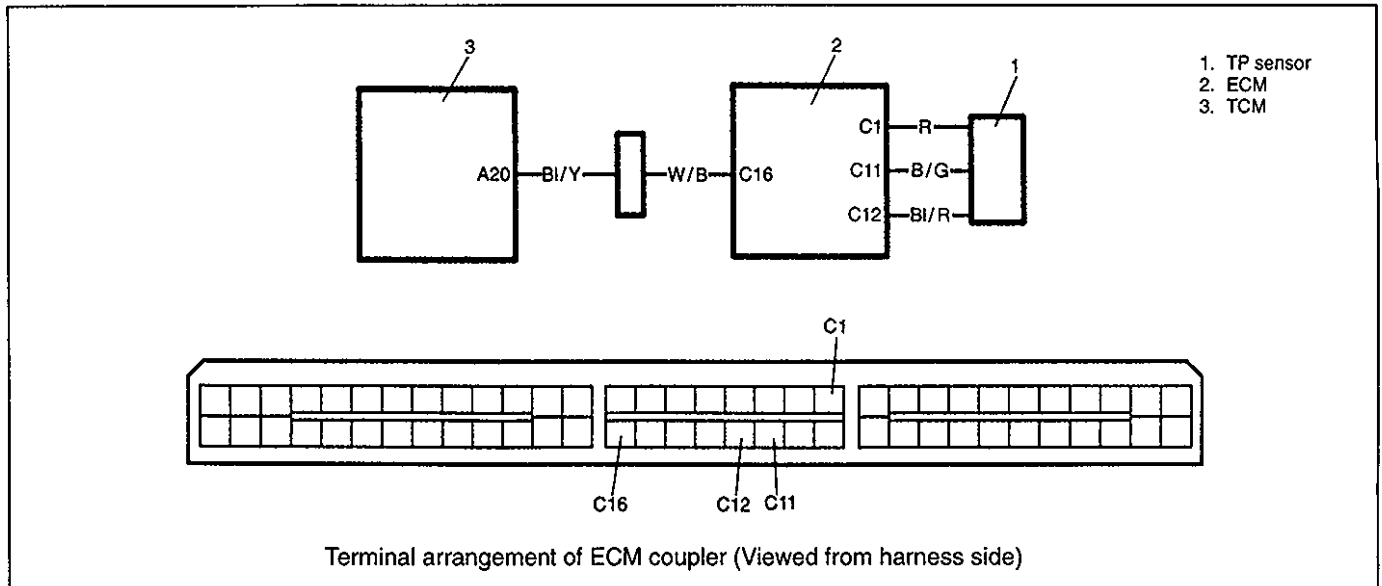 3
2
1
1. TP sensor
2. ECM
3. TCM
C1 R
A20 Bl/Y W/B C16 C11 B/G
C12 Bl/R
C1
C16 C12 C11
Terminal arrangement of ECM coupler (Viewed from harness side)